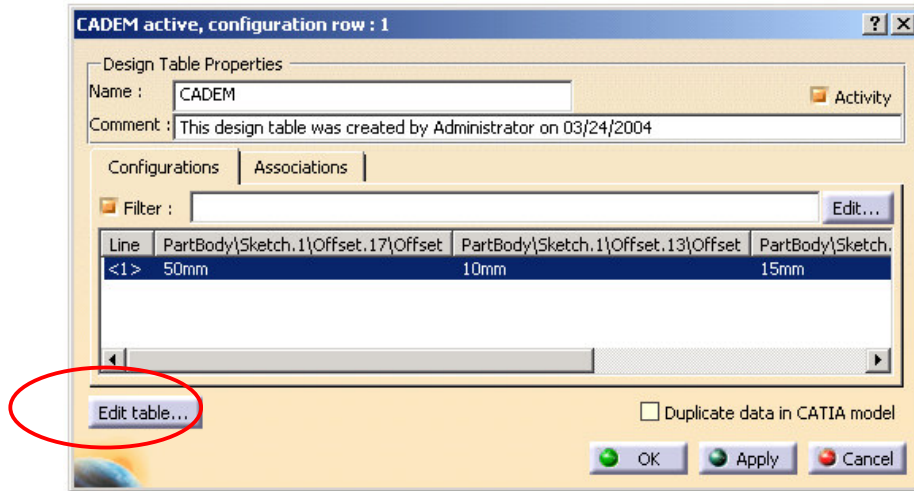 CADEM active, configuration row : 1
Design Table Properties
Name : CADEM Activity
Comment : This design table was created by Administrator on 03/24/2004
Configurations Associations
Filter : Edit...
Line PartBody\Sketch.1\Offset.17\Offset PartBody\Sketch.1\Offset.13\Offset PartBody\Sketch.
<1> 50mm 10mm 15mm
Edit table... Duplicate data in CATIA model
OK Apply Cancel